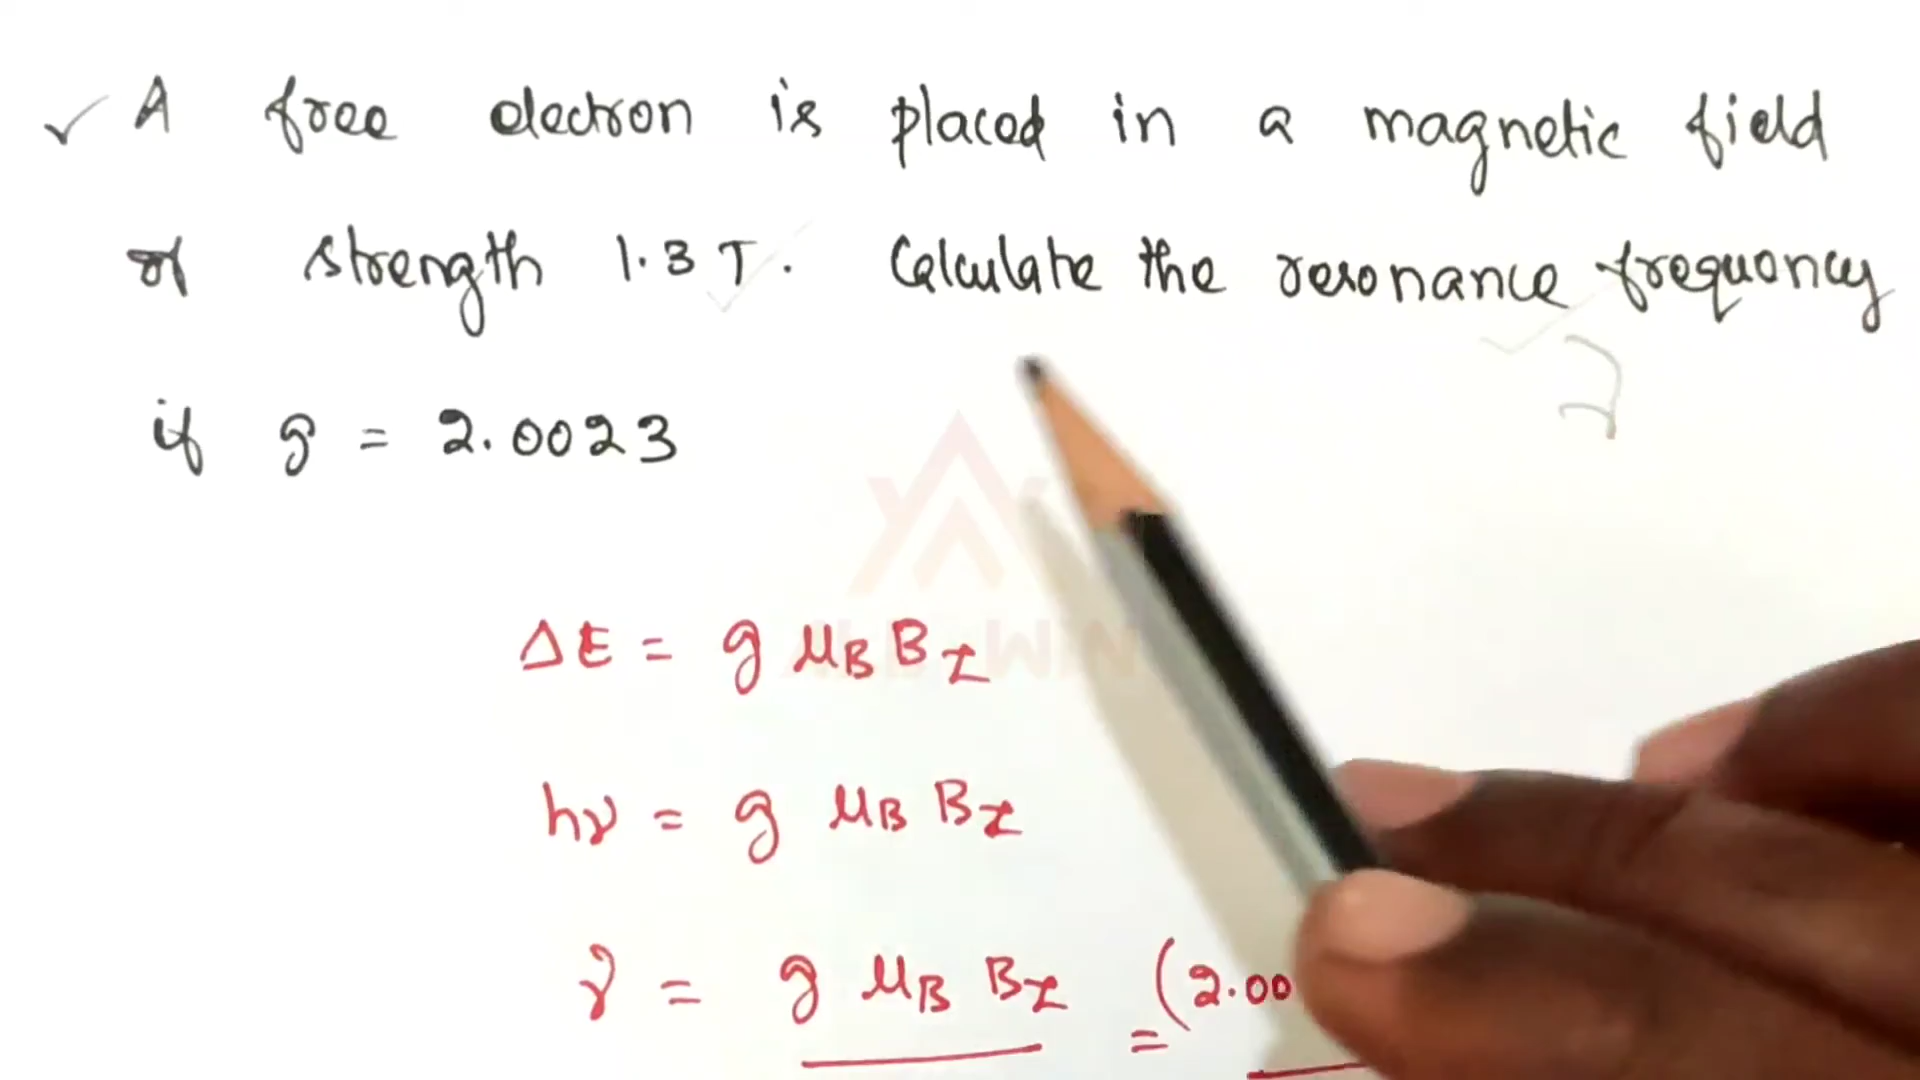 A free electron is placed in a magnetic field
of strength 1.3 T. Calculate the resonance frequency
if g = 2.0023
ΔE = g μB Bz
hν = g μB Bz
ν = g μB Bz = (2.00